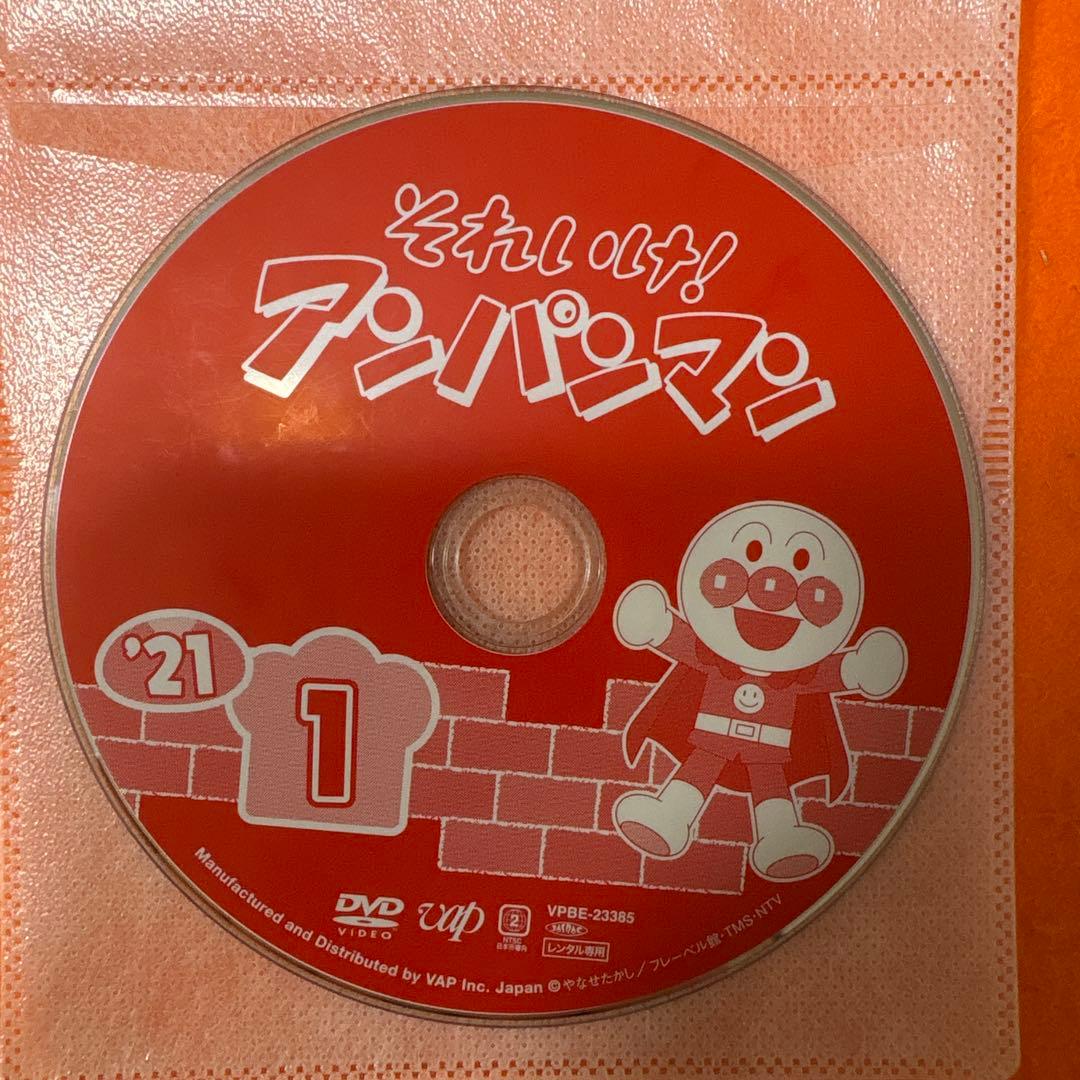 それいけ!
アンパンマン
'21
1
DVD
VIDEO
vap
2
NTSC
日本市場向
VPBE-23385
レンタル専用
Manufactured and Distributed by VAP Inc. Japan ©やなせたかし/フレーベル館・TMS・NTV